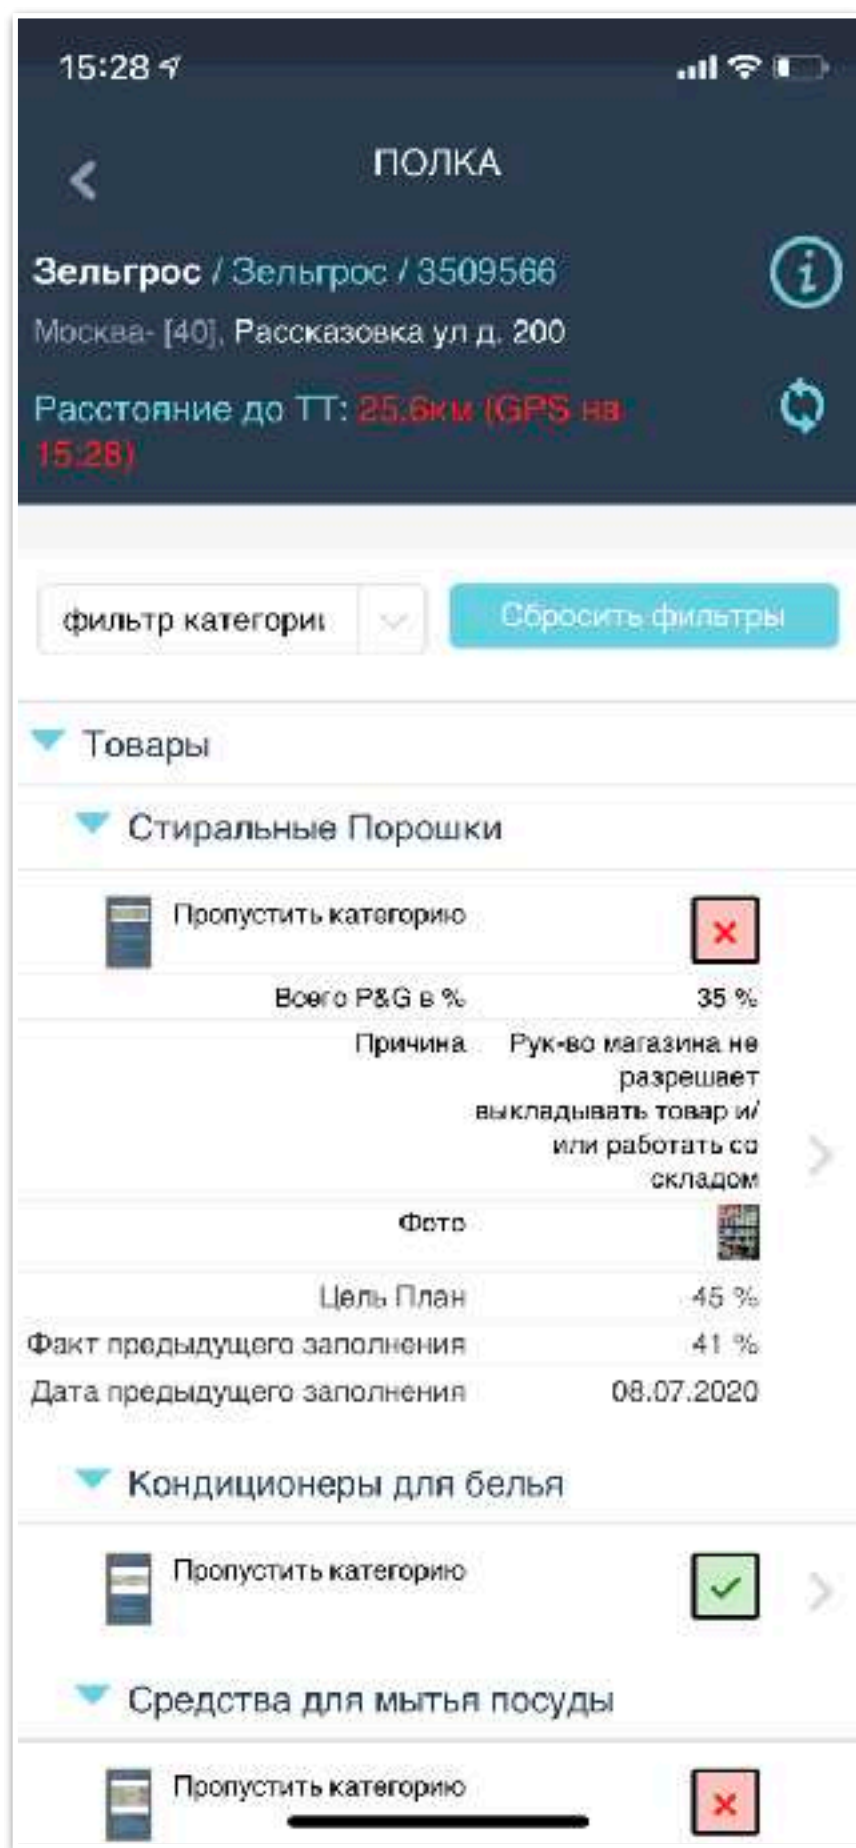 15:28
ПОЛКА
Зельгрос / Зельгрос / 3509566
Москва- [40], Рассказовка ул д. 200
Расстояние до ТТ: 25.6км (GPS на
15:28)
фильтр категори
Сбросить фильтры
Товары
Стиральные Порошки
Пропустить категорию
Всего P&G в % 35 %
Причина Рук-во магазина не
разрешает
выкладывать товар и/
или работать со
складом
Фото
Цель План 45 %
Факт предыдущего заполнения 41 %
Дата предыдущего заполнения 08.07.2020
Кондиционеры для белья
Пропустить категорию
Средства для мытья посуды
Пропустить категорию